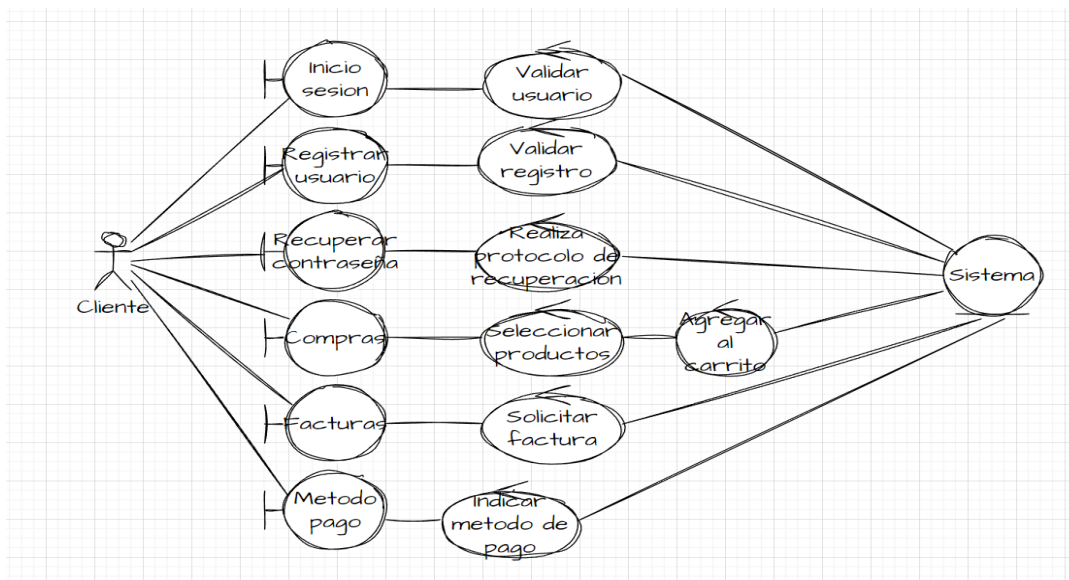 Inicio
sesion
Validar
usuario
Registrar
usuario
Validar
registro
Recuperar
contraseña
Realiza
protocolo de
recuperación
Cliente
Sistema
Compras
Seleccionar
productos
Agregar
al
carrito
Facturas
Solicitar
factura
Metodo
pago
Indicar
metodo de
pago